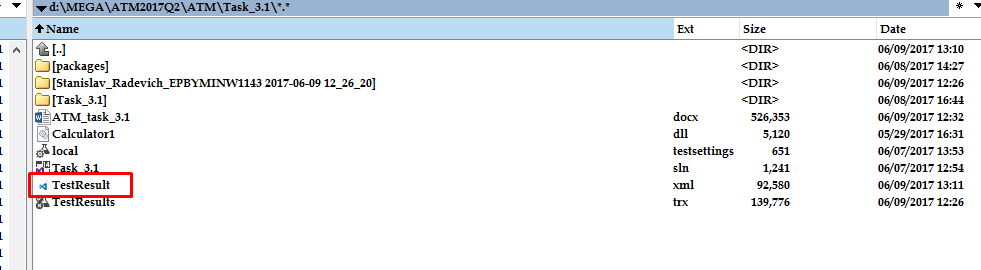 d:\MEGA\ATM2017Q2\ATM\Task_3.1\*.*
Name Ext Size Date
[..] <DIR> 06/09/2017 13:10
[packages] <DIR> 06/08/2017 14:27
[Stanislav_Radevich_EPBYMINW1143 2017-06-09 12_26_20] <DIR> 06/09/2017 12:26
[Task_3.1] <DIR> 06/08/2017 16:44
ATM_task_3.1 docx 526,353 06/09/2017 12:32
Calculator1 dll 5,120 05/29/2017 16:31
local testsettings 651 06/07/2017 13:53
Task_3.1 sln 1,241 06/07/2017 12:54
TestResult xml 92,580 06/09/2017 13:11
TestResults trx 139,776 06/09/2017 12:26